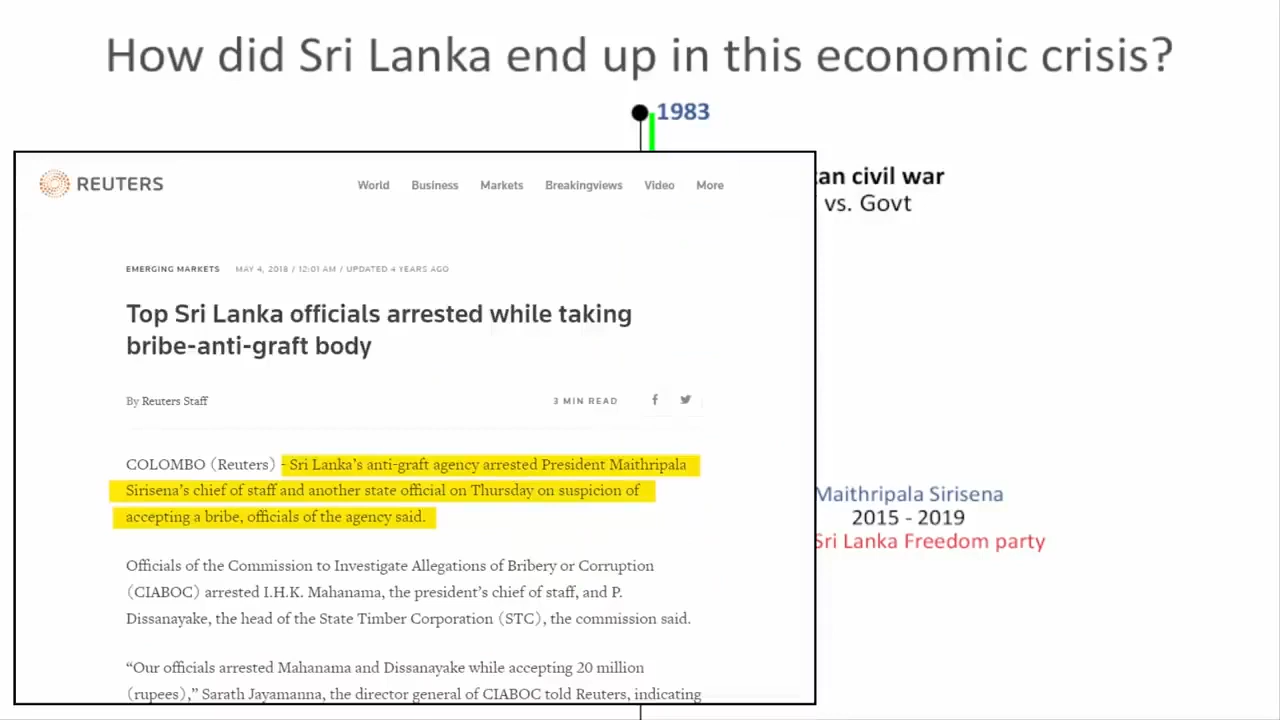 How did Sri Lanka end up in this economic crisis?
1983
REUTERS
World Business Markets Breakingviews Video More
civil war
vs. Govt
EMERGING MARKETS MAY 4, 2018 / 12:01 AM / UPDATED 4 YEARS AGO
Top Sri Lanka officials arrested while taking
bribe-anti-graft body
By Reuters Staff
3 MIN READ
COLOMBO (Reters) - Sri Lanka's anti-graft agency arrested President Maithripala
Sirisena's chief of staff and another state official on Thursday on suspicion of
accepting a bribe, officials of the agency said.
Maithripala Sirisena
2015 - 2019
Sri Lanka Freedom party
Officials of the Commission to Investigate Allegations of Bribery or Corruption
(CIABOC) arrested I.H.K. Mahanama, the president's chief of staff, and P.
Dissanayake, the head of the State Timber Corporation (STC), the commission said.
“Our officials arrested Mahanama and Dissanayake while accepting 20 million
(rupees),” Sarath Jayamanna, the director general of CIABOC told Reuters, indicating